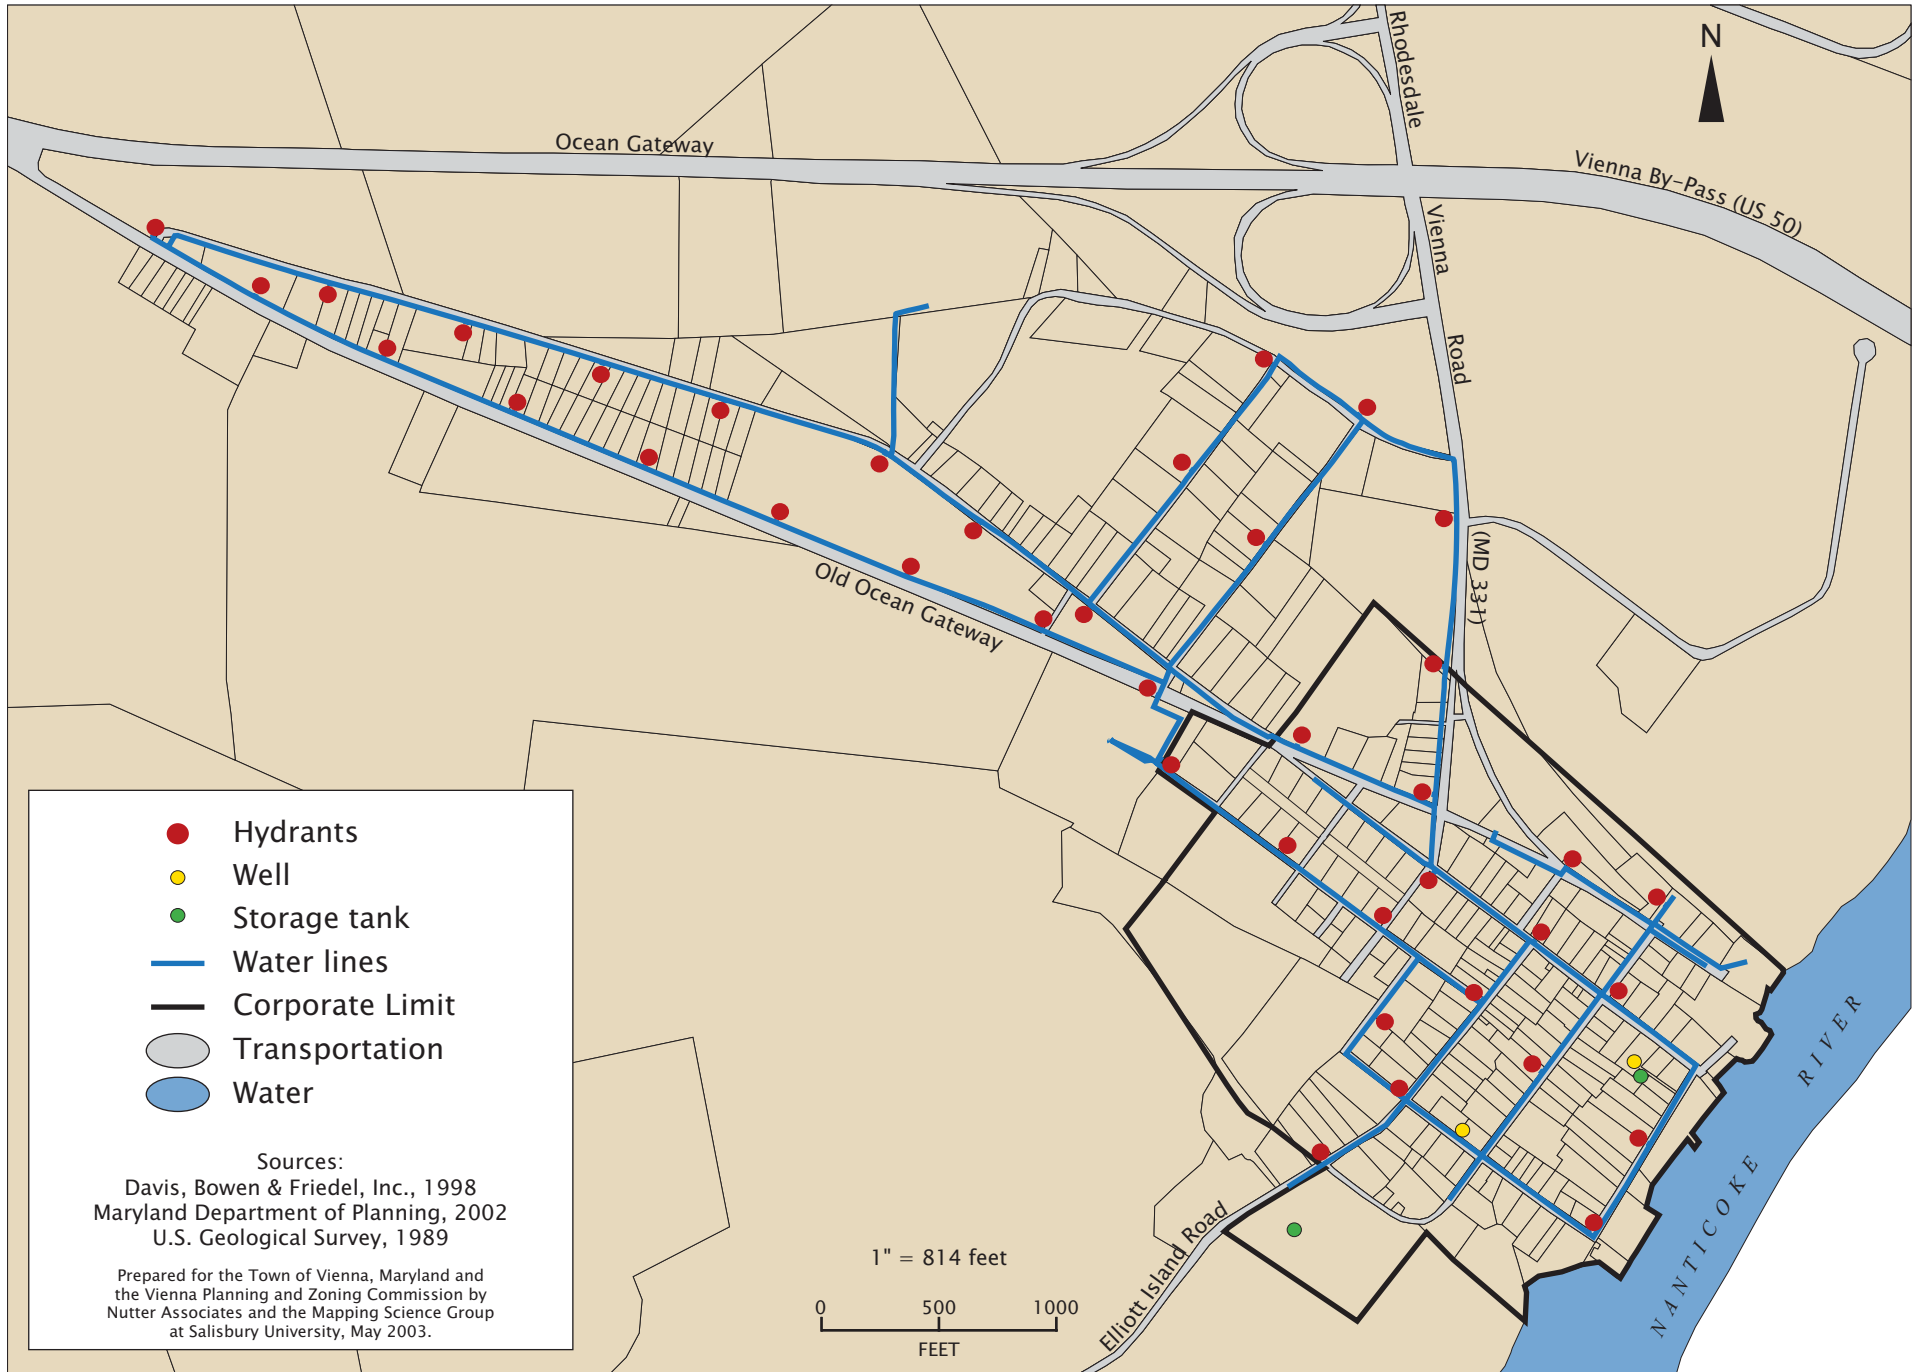 N
Rhodesdale
Ocean Gateway
Vienna By-Pass (US 50)
Vienna
Road
(MD 331)
Old Ocean Gateway
Hydrants
Well
Storage tank
Water lines
Corporate Limit
Transportation
Water
Sources:
Davis, Bowen & Friedel, Inc., 1998
Maryland Department of Planning, 2002
U.S. Geological Survey, 1989
Prepared for the Town of Vienna, Maryland and
the Vienna Planning and Zoning Commission by
Nutter Associates and the Mapping Science Group
at Salisbury University, May 2003.
1" = 814 feet
0 500 1000
FEET
Elliott Island Road
NANTICOKE RIVER